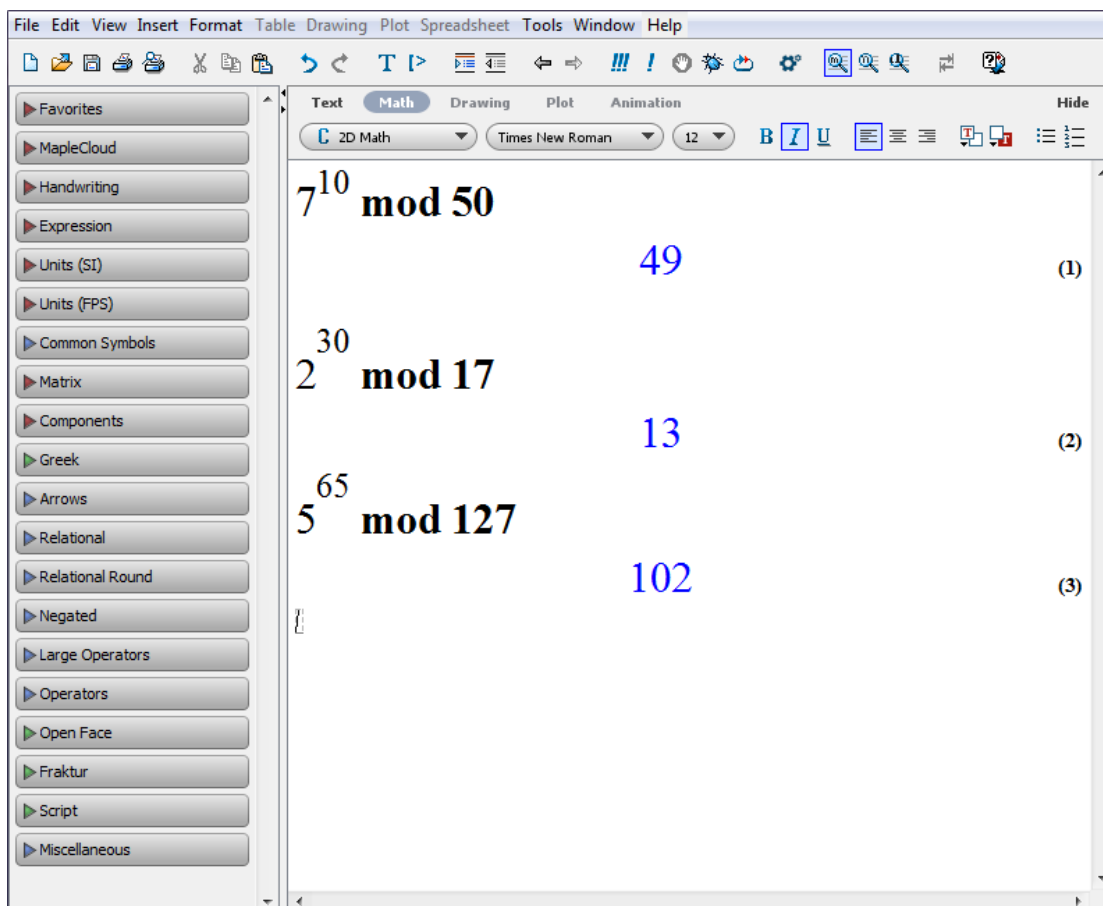 File Edit View Insert Format Table Drawing Plot Spreadsheet Tools Window Help
Favorites
MapleCloud
Handwriting
Expression
Units (SI)
Units (FPS)
Common Symbols
Matrix
Components
Greek
Arrows
Relational
Relational Round
Negated
Large Operators
Operators
Open Face
Fraktur
Script
Miscellaneous
Text Math Drawing Plot Animation Hide
C 2D Math Times New Roman 12 B I U
7^10 mod 50
49 (1)
2^30 mod 17
13 (2)
5^65 mod 127
102 (3)